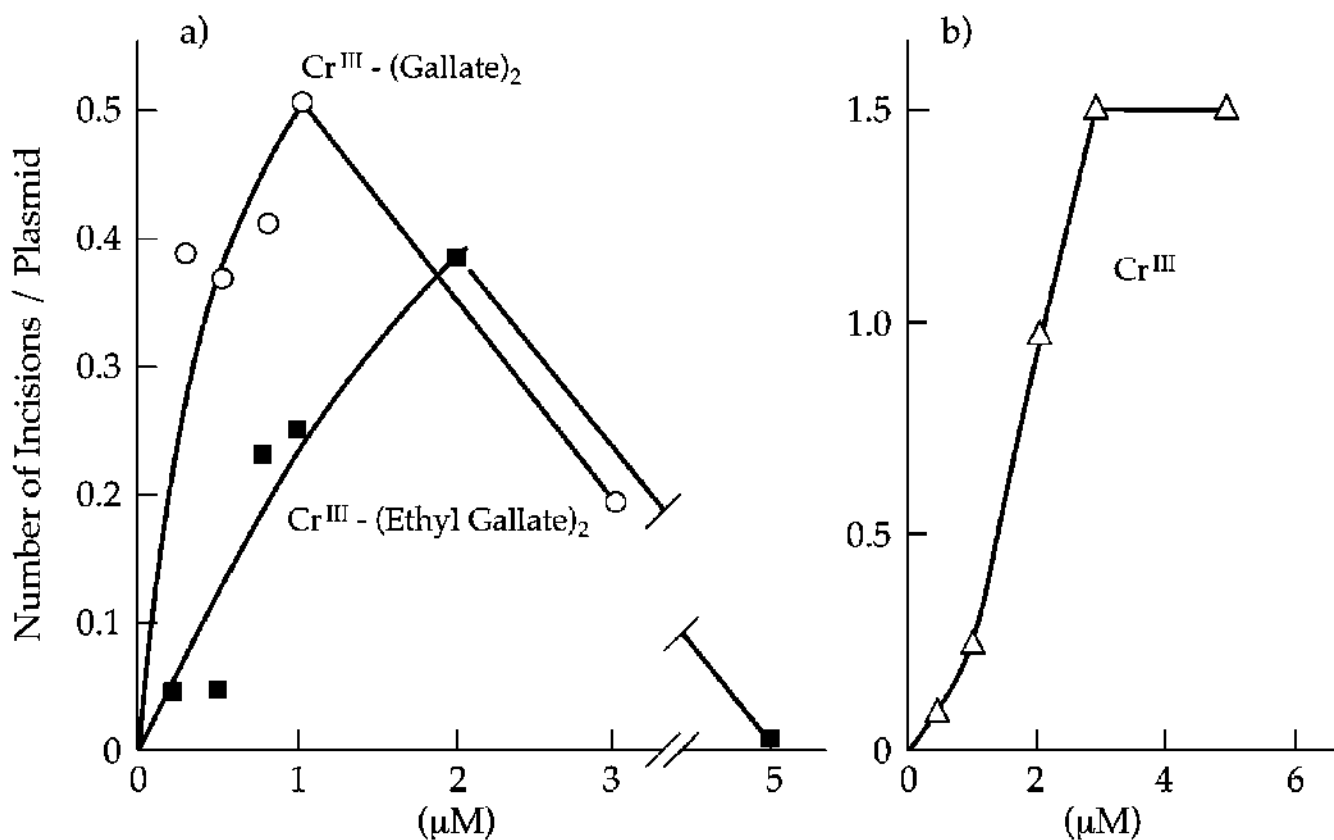 a)
Number of Incisions / Plasmid
0.5
0.4
0.3
0.2
0.1
0
Cr^III - (Gallate)₂
Cr^III - (Ethyl Gallate)₂
0 1 2 3 5
(μM)
b)
1.5
1.0
0.5
0
Cr^III
0 2 4 6
(μM)